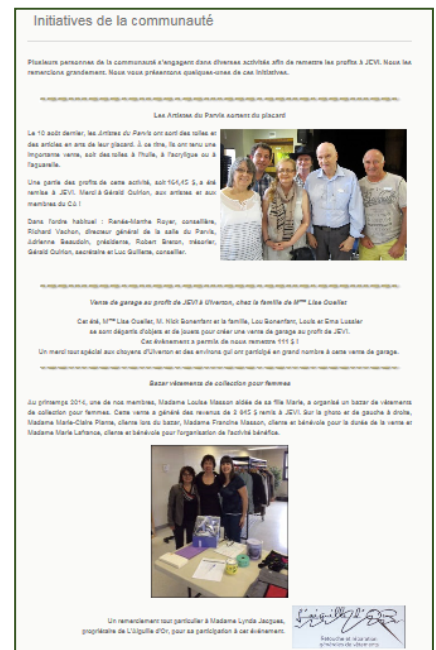 Initiatives de la communauté
Plusieurs personnes de la communauté s'engagent dans diverses activités afin de remettre les profits à JEVI. Nous les
remercions grandement. Nous vous présentons quelques-unes de ces initiatives.
Les Artistes du Parvis sortent du placard
Le 10 août dernier, les Artistes du Parvis ont sorti des toiles et
des articles en arts de leur placard. À ce titre, ils ont tenu une
importante vente, soit des toiles à l'huile, à l'acrylique ou à
l'aquarelle.
Une partie des profits de cette activité, soit 164,45 $, a été
remise à JEVI. Merci à Gérald Quirion, aux artistes et aux
membres du CA !
Dans l'ordre habituel : Renée-Marthe Royer, conseillère,
Richard Vachon, directeur général de la salle du Parvis,
Adrienne Beaudoin, présidente, Robert Breton, trésorier,
Gérald Quirion, secrétaire et Luc Guillette, conseiller.
Vente de garage au profit de JEVI à Ulverton, chez la famille de Mme Lise Ouellet
Cet été, Mme Lise Ouellet, M. Nick Bonenfant et la famille, Lou Bonenfant, Louis et Ema Lussier
se sont départis d'objets et de jouets pour créer une vente de garage au profit de JEVI.
Cet événement a permis de nous remettre 111 $ !
Un merci tout spécial aux citoyens d'Ulverton et des environs qui ont participé en grand nombre à cette vente de garage.
Bazar vêtements de collection pour femmes
Au printemps 2014, une de nos membres, Madame Louise Masson aidée de sa fille Marie, a organisé un bazar de vêtements
de collection pour femmes. Cette vente a généré des revenus de 3 845 $ remis à JEVI. Sur la photo et de gauche à droite,
Madame Marie-Claire Plante, cliente lors du bazar, Madame Francine Masson, cliente et bénévole pour la durée de la vente et
Madame Marie Lafrance, cliente et bénévole pour l'organisation de l'activité bénéfice.
Un remerciement tout particulier à Madame Lynda Jacques,
propriétaire de L'Aiguille d'Or, pour sa participation à cet événement.
L'aiguille d'Or
Retouche et réparation
générales de vêtements